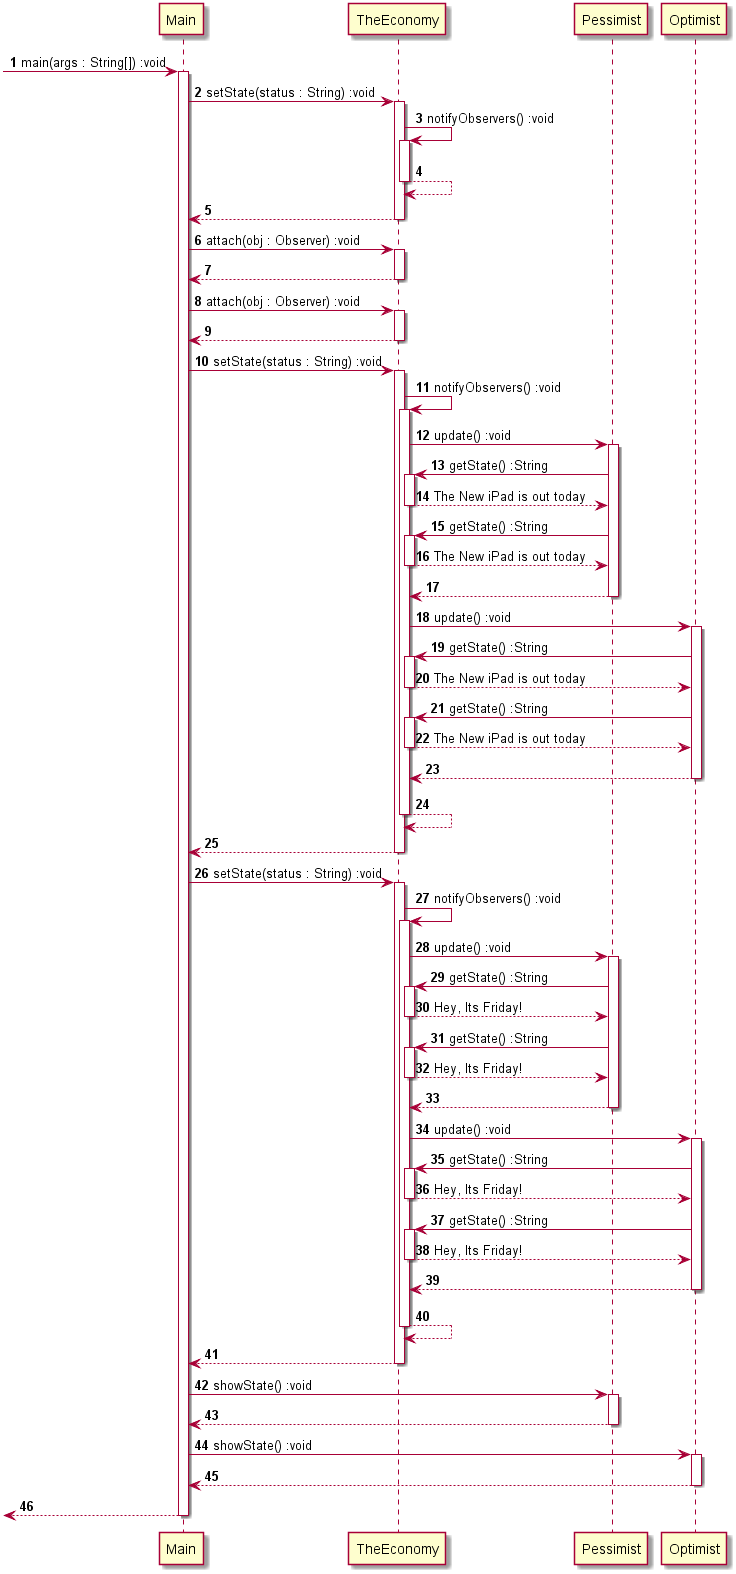 Main TheEconomy Pessimist Optimist
1 main(args : String[]) :void
2 setState(status : String) :void
3 notifyObservers() :void
4
5
6 attach(obj : Observer) :void
7
8 attach(obj : Observer) :void
9
10 setState(status : String) :void
11 notifyObservers() :void
12 update() :void
13 getState() :String
14 The New iPad is out today
15 getState() :String
16 The New iPad is out today
17
18 update() :void
19 getState() :String
20 The New iPad is out today
21 getState() :String
22 The New iPad is out today
23
24
25
26 setState(status : String) :void
27 notifyObservers() :void
28 update() :void
29 getState() :String
30 Hey, Its Friday!
31 getState() :String
32 Hey, Its Friday!
33
34 update() :void
35 getState() :String
36 Hey, Its Friday!
37 getState() :String
38 Hey, Its Friday!
39
40
41
42 showState() :void
43
44 showState() :void
45
46
Main TheEconomy Pessimist Optimist